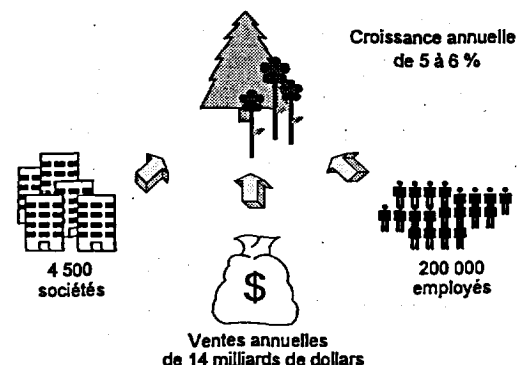 Croissance annuelle
de 5 à 6 %
4 500
sociétés
$
200 000
employés
Ventes annuelles
de 14 milliards de dollars